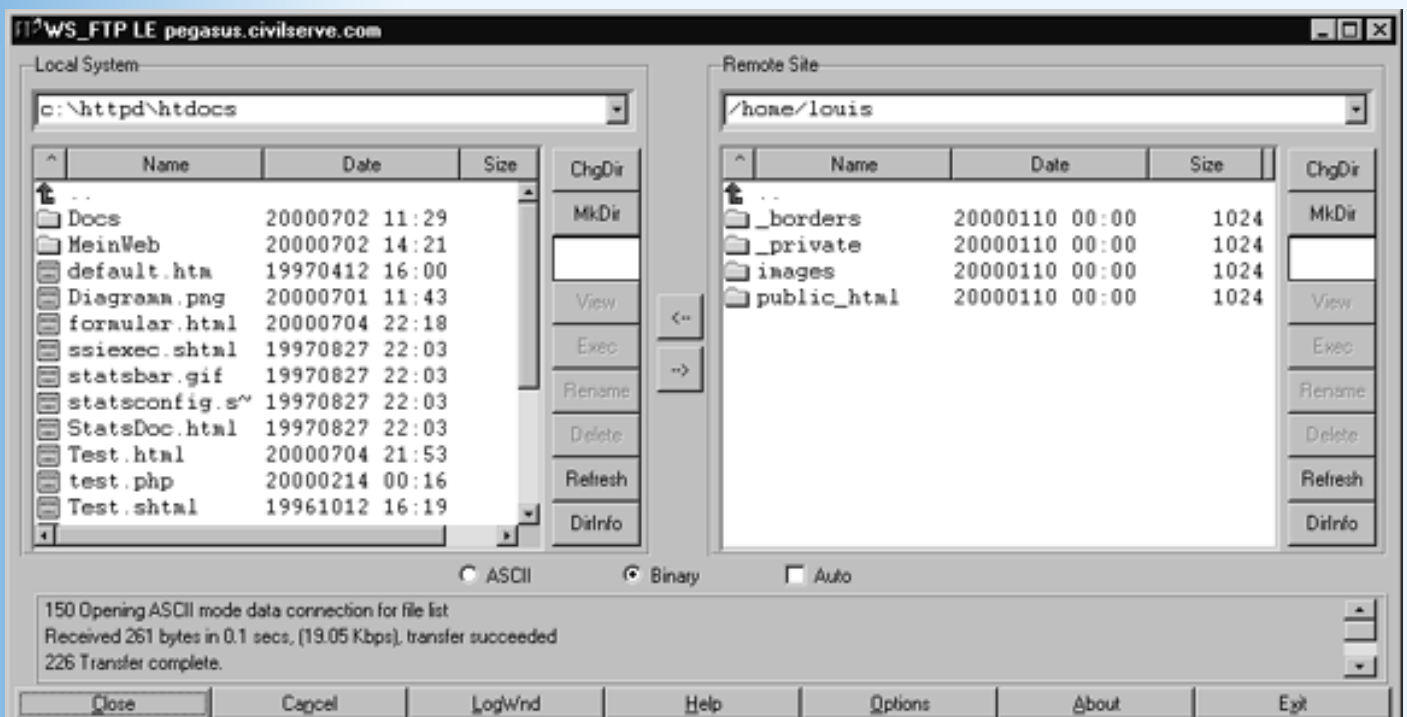 WS_FTP LE pegasus.civilserve.com
Local System
c:\httpd\htdocs
^ Name Date Size
..
Docs 20000702 11:29
MeinWeb 20000702 14:21
default.htm 19970412 16:00
Diagramm.png 20000701 11:43
formular.html 20000704 22:18
ssiexec.shtml 19970827 22:03
statsbar.gif 19970827 22:03
statsconfig.s~ 19970827 22:03
StatsDoc.html 19970827 22:03
Test.html 20000704 21:53
test.php 20000214 00:16
Test.shtml 19961012 16:19
ChgDir
MkDir
View
Exec
Rename
Delete
Refresh
DirInfo
<--
-->
Remote Site
/home/louis
^ Name Date Size
..
_borders 20000110 00:00 1024
_private 20000110 00:00 1024
images 20000110 00:00 1024
public_html 20000110 00:00 1024
ChgDir
MkDir
View
Exec
Rename
Delete
Refresh
DirInfo
ASCII Binary Auto
150 Opening ASCII mode data connection for file list
Received 261 bytes in 0.1 secs, (19.05 Kbps), transfer succeeded
226 Transfer complete.
Close Cancel LogWnd Help Options About Exit